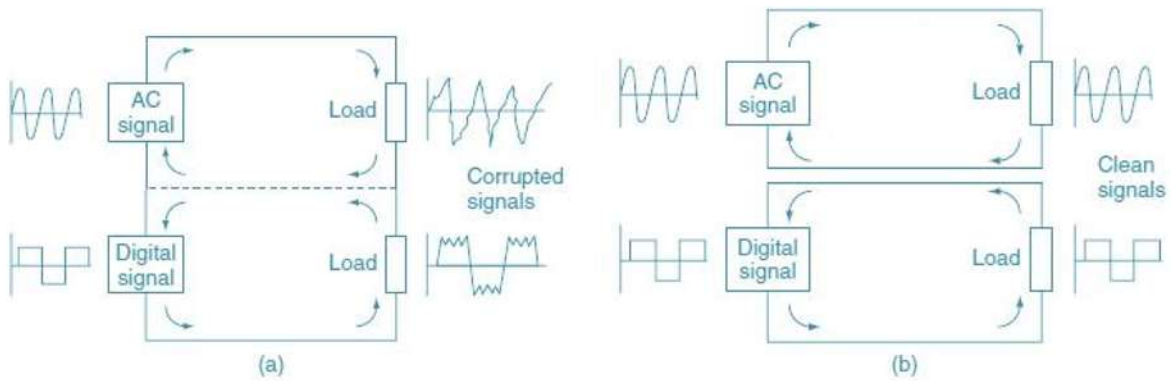 AC
signal
Load
Corrupted
signals
Digital
signal
Load
(a)
AC
signal
Load
Clean
signals
Digital
signal
Load
(b)